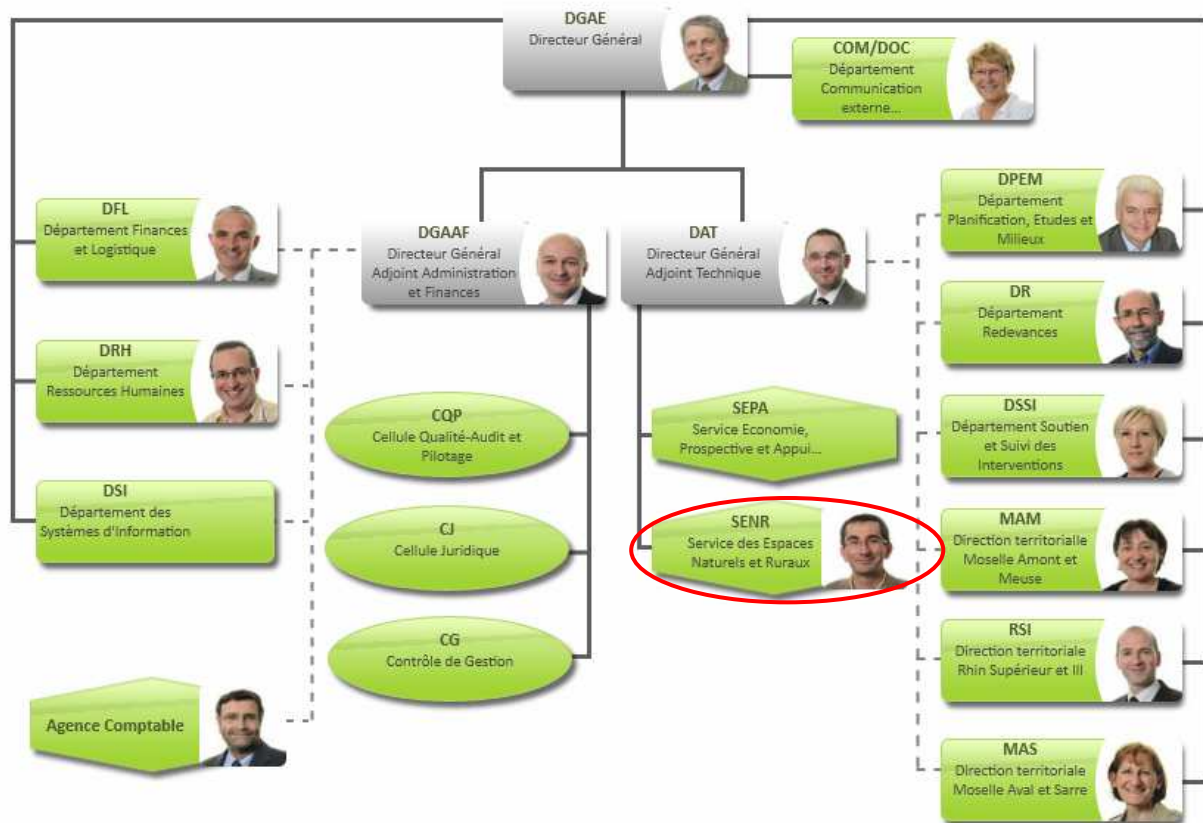 DGAE
Directeur Général
COM/DOC
Département
Communication
externe...
DFL
Département Finances
et Logistique
DGAAF
Directeur Général
Adjoint Administration
et Finances
DAT
Directeur Général
Adjoint Technique
DPEM
Département
Planification, Etudes et
Milieux
DR
Département
Redevances
DRH
Département
Ressources Humaines
CQP
Cellule Qualité-Audit et
Pilotage
SEPA
Service Economie,
Prospective et Appui...
DSSI
Département Soutien
et Suivi des
Interventions
DSI
Département des
Systèmes d'Information
CJ
Cellule Juridique
SENR
Service des Espaces
Naturels et Ruraux
MAM
Direction territorialle
Moselle Amont et
Meuse
CG
Contrôle de Gestion
RSI
Direction territoriale
Rhin Supérieur et Ill
Agence Comptable
MAS
Direction territoriale
Moselle Aval et Sarre